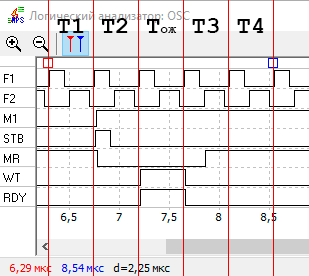 Логический анализатор: OSC
T1 T2 Tож T3 T4
F1
F2
M1
STB
MR
WT
RDY
6,5 7 7,5 8 8,5
6,29 мкс 8,54 мкс d=2,25 мкс